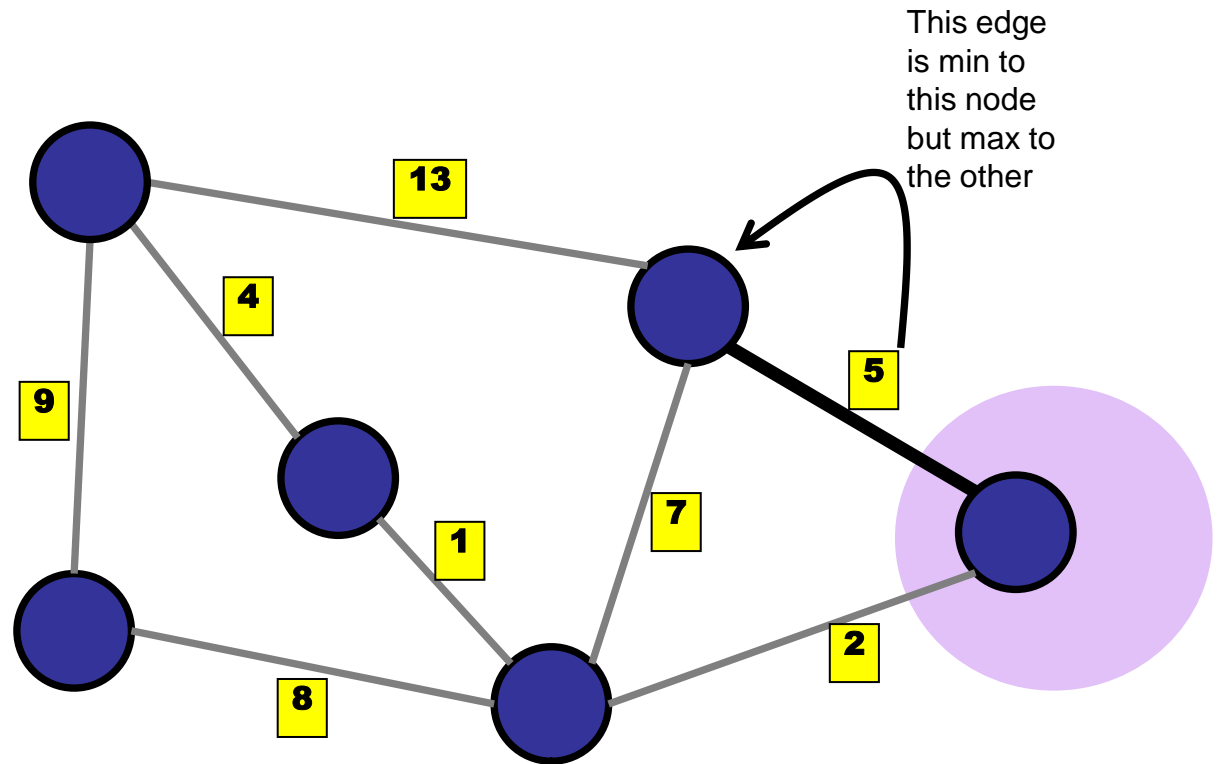 This edge
is min to
this node
but max to
the other
13
4
5
9
7
1
2
8